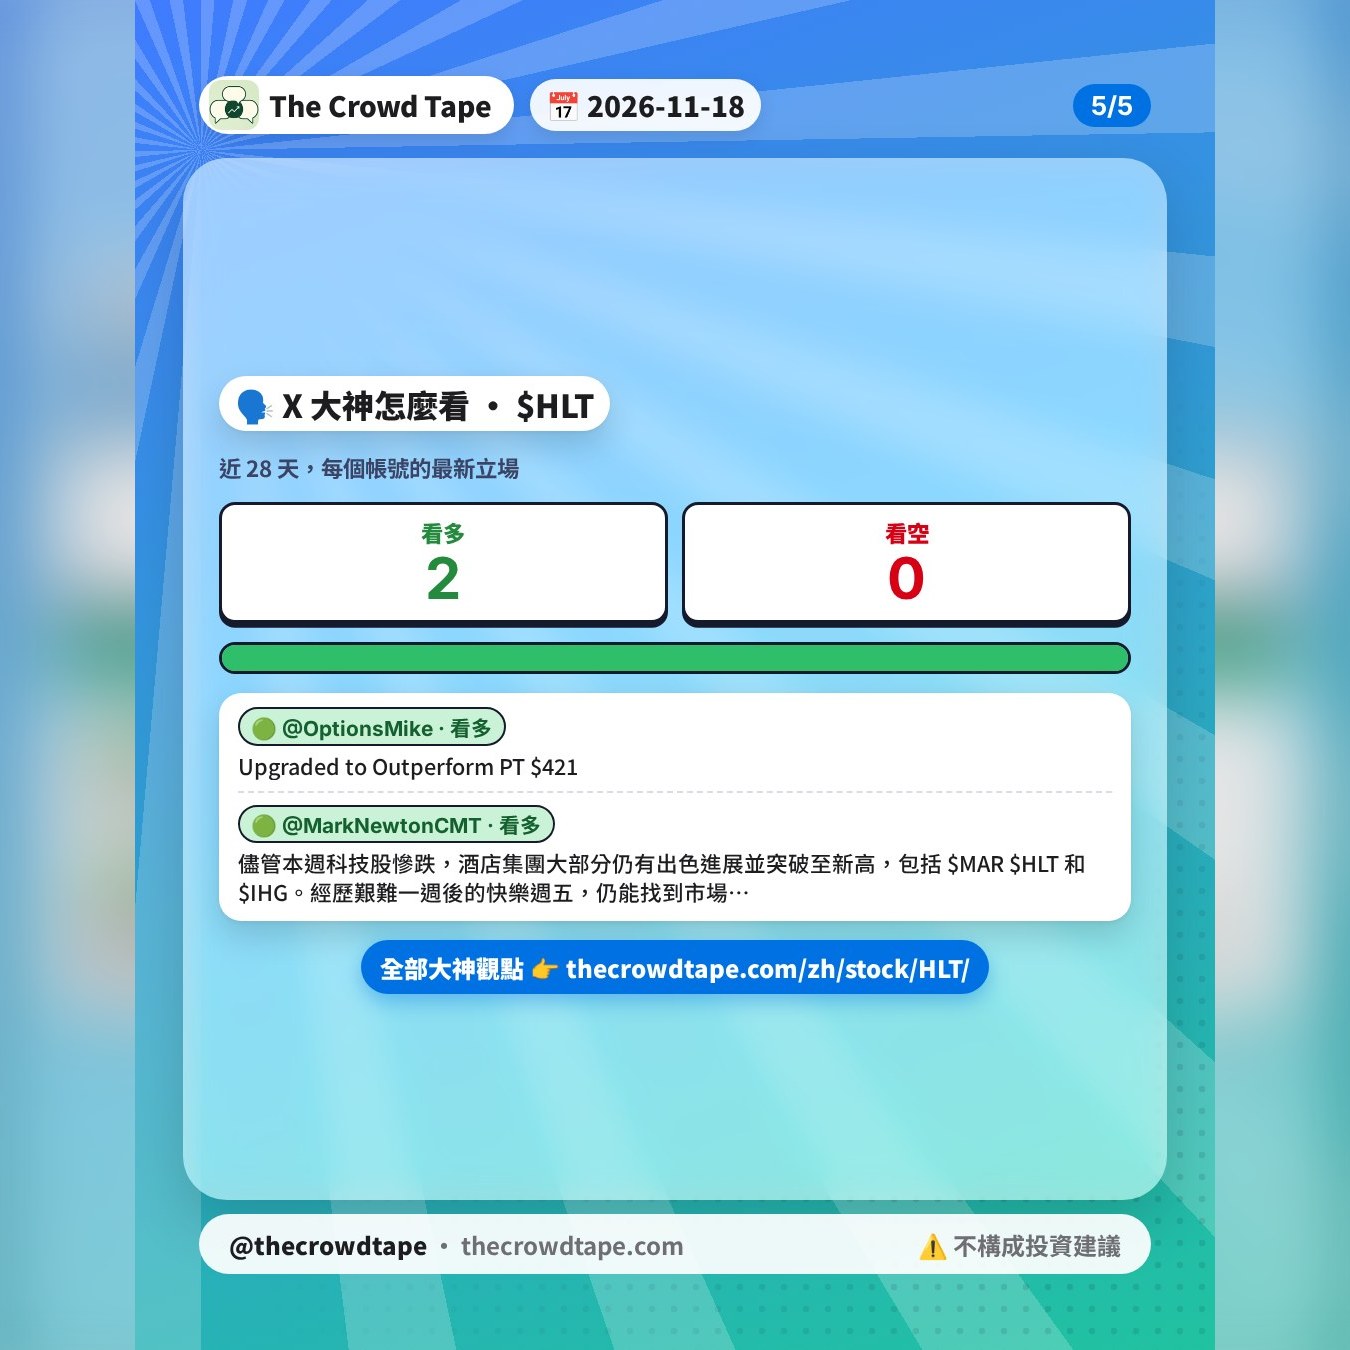 The Crowd Tape
2026-11-18
5/5
X 大神怎麼看 · $HLT
近 28 天，每個帳號的最新立場
看多
2
看空
0
@OptionsMike · 看多
Upgraded to Outperform PT $421
@MarkNewtonCMT · 看多
儘管本週科技股慘跌，酒店集團大部分仍有出色進展並突破至新高，包括 $MAR $HLT 和
$IHG。經歷艱難一週後的快樂週五，仍能找到市場…
全部大神觀點 👉 thecrowdtape.com/zh/stock/HLT/
@thecrowdtape · thecrowdtape.com
⚠️ 不構成投資建議